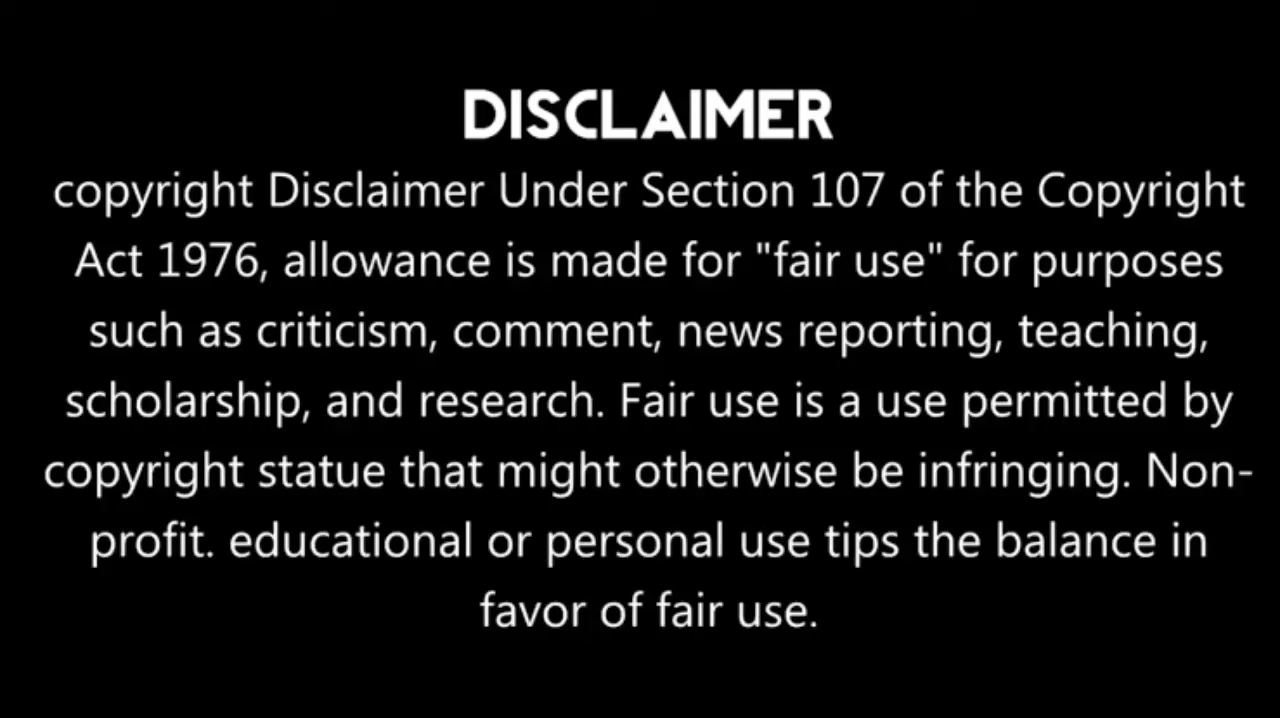 DISCLAIMER
copyright Disclaimer Under Section 107 of the Copyright
Act 1976, allowance is made for "fair use" for purposes
such as criticism, comment, news reporting, teaching,
scholarship, and research. Fair use is a use permitted by
copyright statue that might otherwise be infringing. Non-
profit. educational or personal use tips the balance in
favor of fair use.